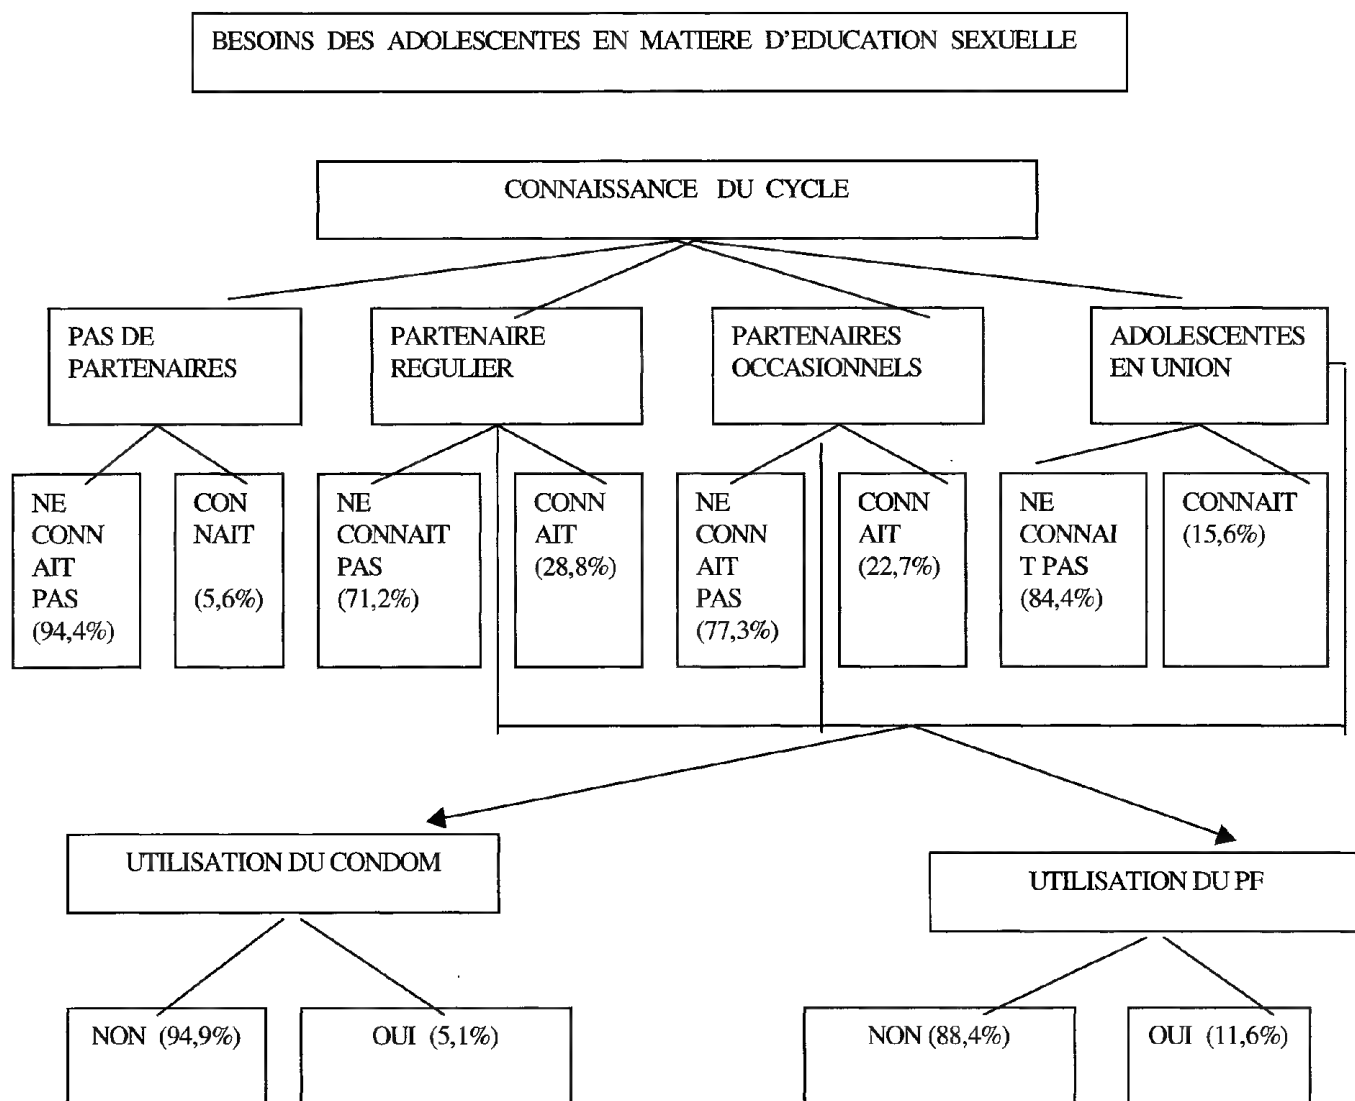 BESOINS DES ADOLESCENTES EN MATIERE D'EDUCATION SEXUELLE
CONNAISSANCE DU CYCLE
PAS DE
PARTENAIRES
PARTENAIRE
REGULIER
PARTENAIRES
OCCASIONNELS
ADOLESCENTES
EN UNION
NE
CONN
AIT
PAS
(94,4%)
CON
NAIT
(5,6%)
NE
CONNAIT
PAS
(71,2%)
CONN
AIT
(28,8%)
NE
CONN
AIT
PAS
(77,3%)
CONN
AIT
(22,7%)
NE
CONNAI
T PAS
(84,4%)
CONNAIT
(15,6%)
UTILISATION DU CONDOM
UTILISATION DU PF
NON (94,9%)
OUI (5,1%)
NON (88,4%)
OUI (11,6%)